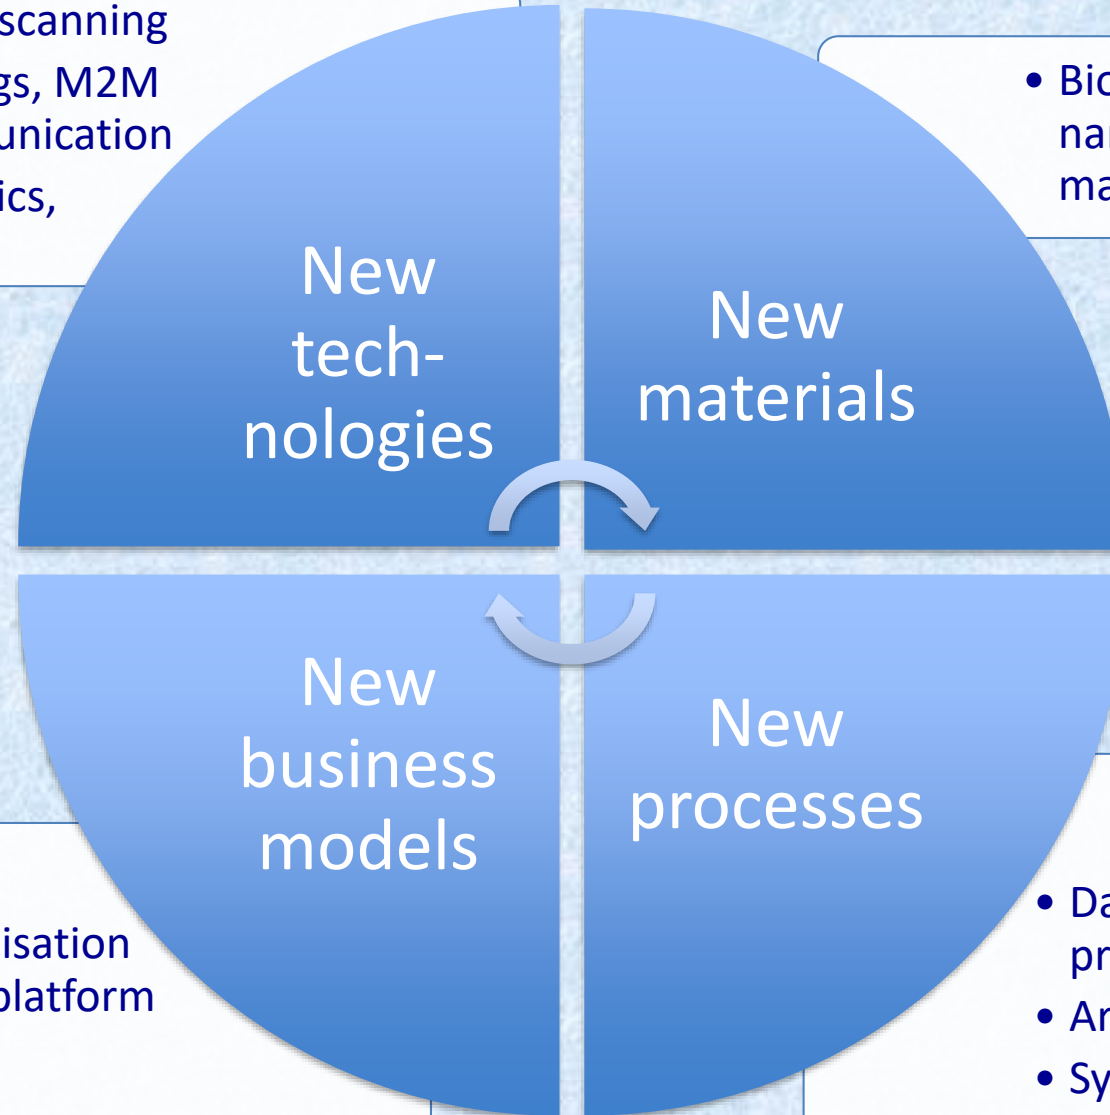 scanning
gs, M2M
unication
ics,
• Bio
nar
ma
New
tech-
nologies
New
materials
New
business
models
New
processes
isation
platform
• Da
pr
• Ar
• Sy